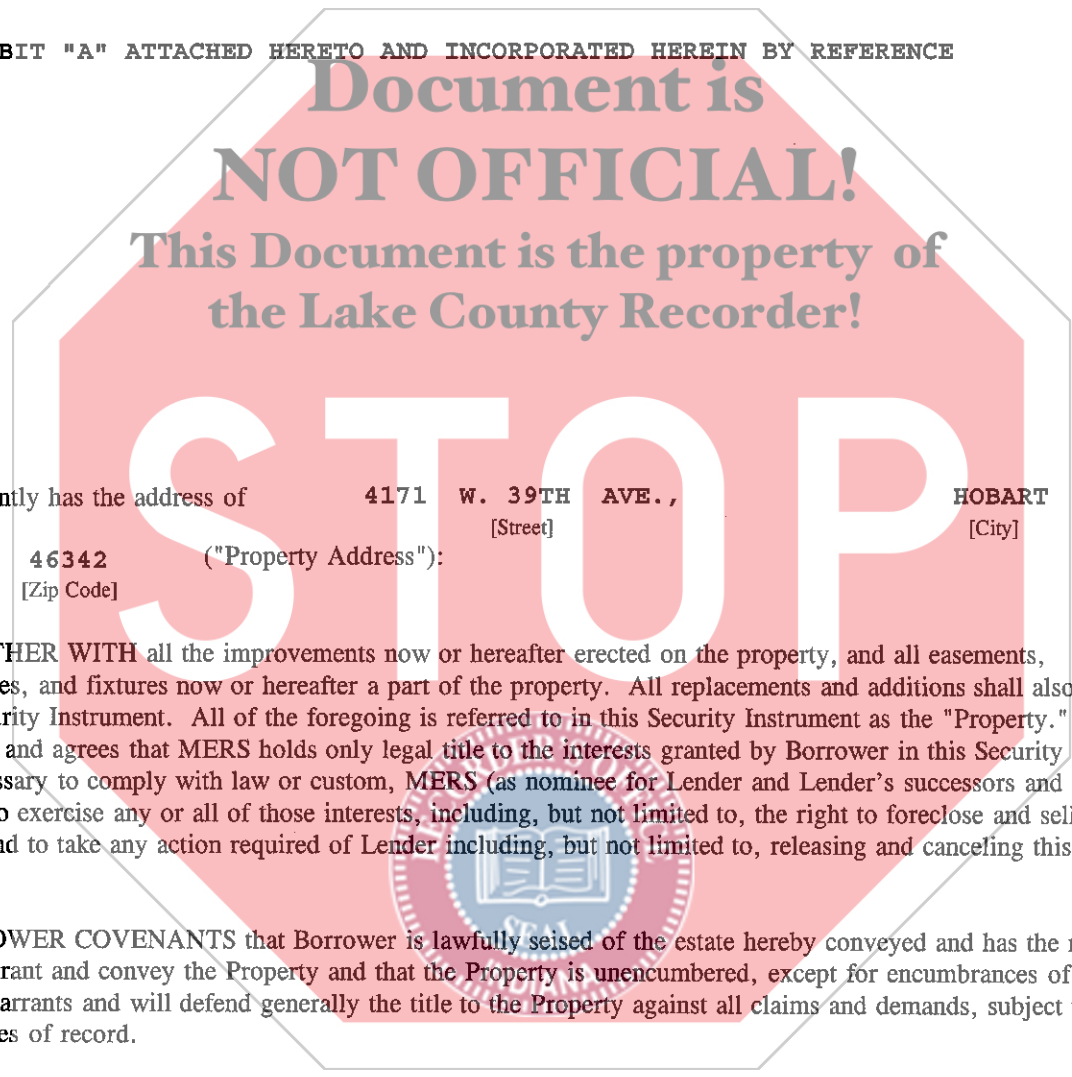 BIT "A" ATTACHED HERETO AND INCORPORATED HEREIN BY REFERENCE
Document is
NOT OFFICIAL!
This Document is the property of
the Lake County Recorder!
STOP
ntly has the address of 4171 W. 39TH AVE., HOBART
[Street] [City]
46342 ("Property Address"):
[Zip Code]
THER WITH all the improvements now or hereafter erected on the property, and all easements,
es, and fixtures now or hereafter a part of the property. All replacements and additions shall also
rity Instrument. All of the foregoing is referred to in this Security Instrument as the "Property."
and agrees that MERS holds only legal title to the interests granted by Borrower in this Security
ssary to comply with law or custom, MERS (as nominee for Lender and Lender's successors and
o exercise any or all of those interests, including, but not limited to, the right to foreclose and sell
nd to take any action required of Lender including, but not limited to, releasing and canceling this
OWER COVENANTS that Borrower is lawfully seised of the estate hereby conveyed and has the r
rant and convey the Property and that the Property is unencumbered, except for encumbrances of
arrants and will defend generally the title to the Property against all claims and demands, subject t
es of record.
SEAL